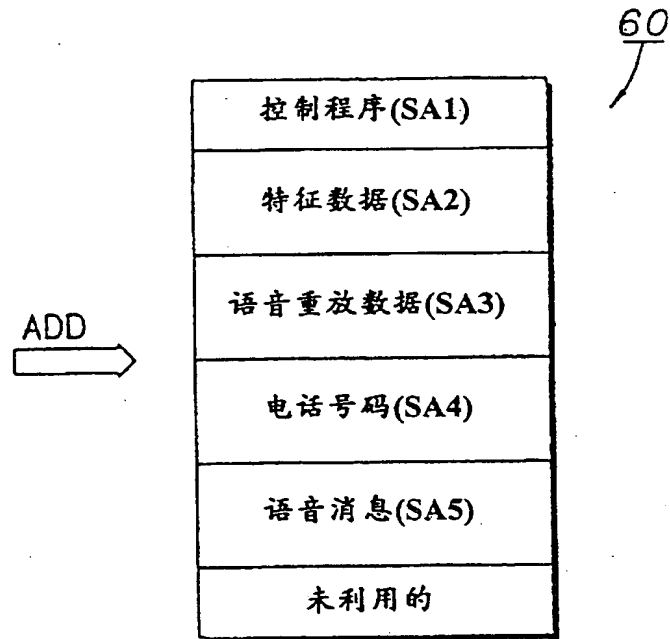 60
控制程序(SA1)
特征数据(SA2)
语音重放数据(SA3)
ADD
电话号码(SA4)
语音消息(SA5)
未利用的